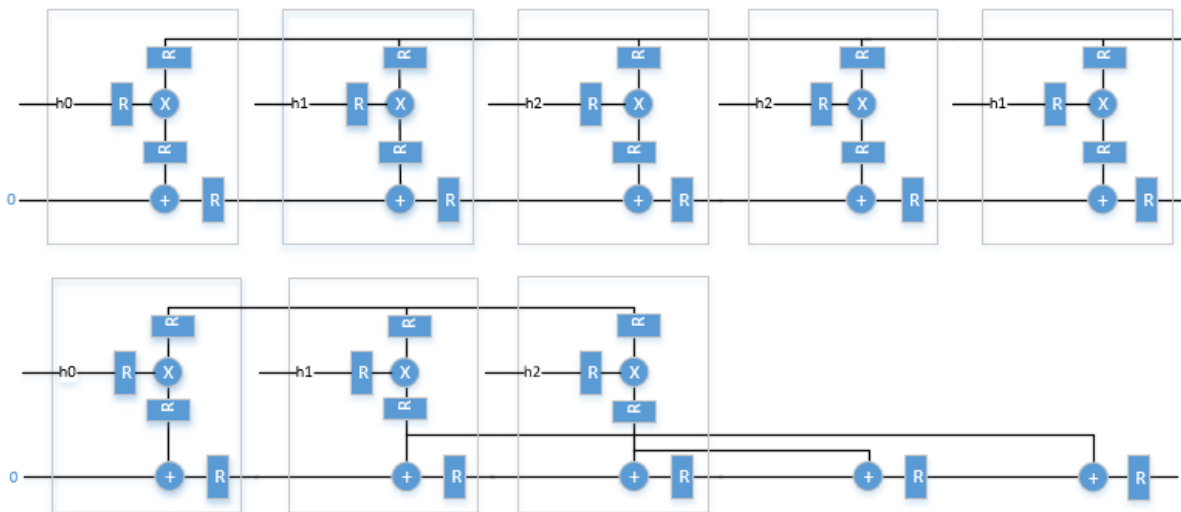 R R R R R
h0 R X h1 R X h2 R X h2 R X h1 R X
R R R R R
0 + R + R + R + R + R
R R R
h0 R X h1 R X h2 R X
R R R
0 + R + R + R + R + R